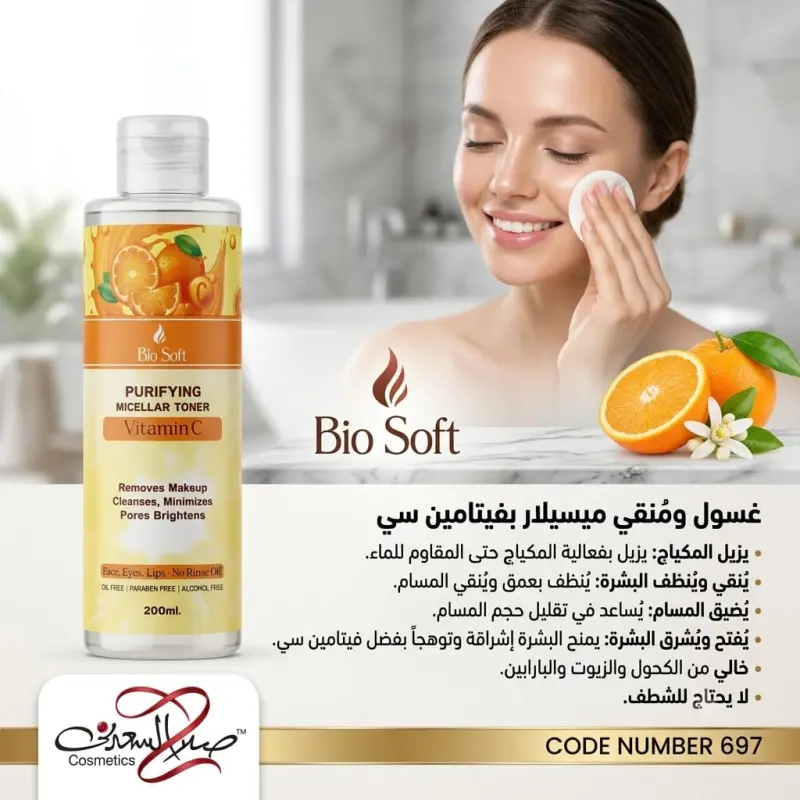 Bio Soft
PURIFYING
MICELLAR TONER
Vitamin C
Removes Makeup
Cleanses, Minimizes
Pores Brightens
Face. Eyes. Lips - No Rinse Off
OIL FREE | PARABEN FREE | ALCOHOL FREE
200ml.
Bio Soft
غسول ومُنقي ميسيلار بفيتامين سي
• يزيل المكياج: يزيل بفعالية المكياج حتى المقاوم للماء.
• يُنقي ويُنظف البشرة: يُنظف بعمق ويُنقي المسام.
• يُضيق المسام: يُساعد في تقليل حجم المسام.
• يُفتح ويُشرق البشرة: يمنح البشرة إشراقة وتوهجاً بفضل فيتامين سي.
• خالي من الكحول والزيوت والبارابين.
• لا يحتاج للشطف.
TM
Cosmetics
CODE NUMBER 697